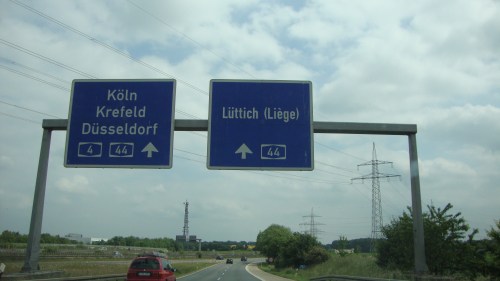 Köln
Krefeld
Düsseldorf
4 44
Lüttich (Liège)
44